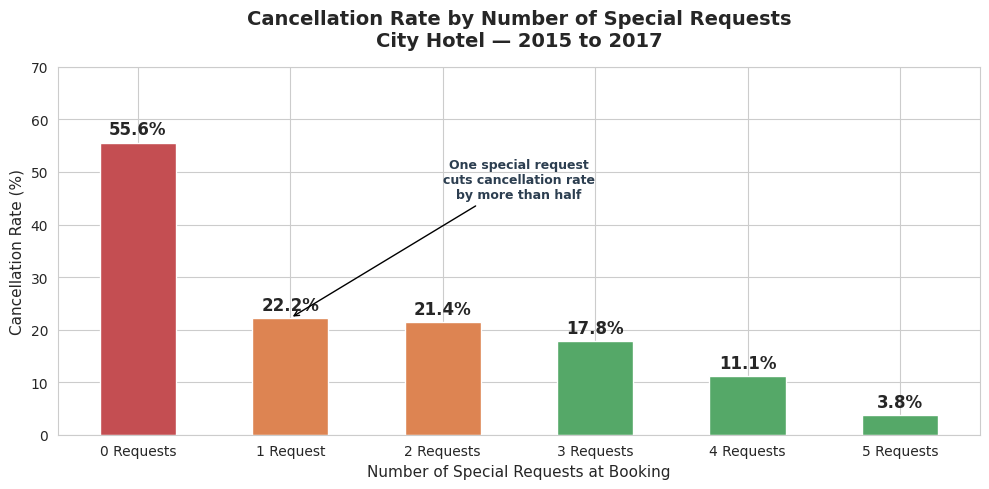 Cancellation Rate by Number of Special Requests
City Hotel — 2015 to 2017
Cancellation Rate (%)
70
60
50
40
30
20
10
0
55.6%
22.2%
21.4%
17.8%
11.1%
3.8%
One special request
cuts cancellation rate
by more than half
0 Requests
1 Request
2 Requests
3 Requests
4 Requests
5 Requests
Number of Special Requests at Booking